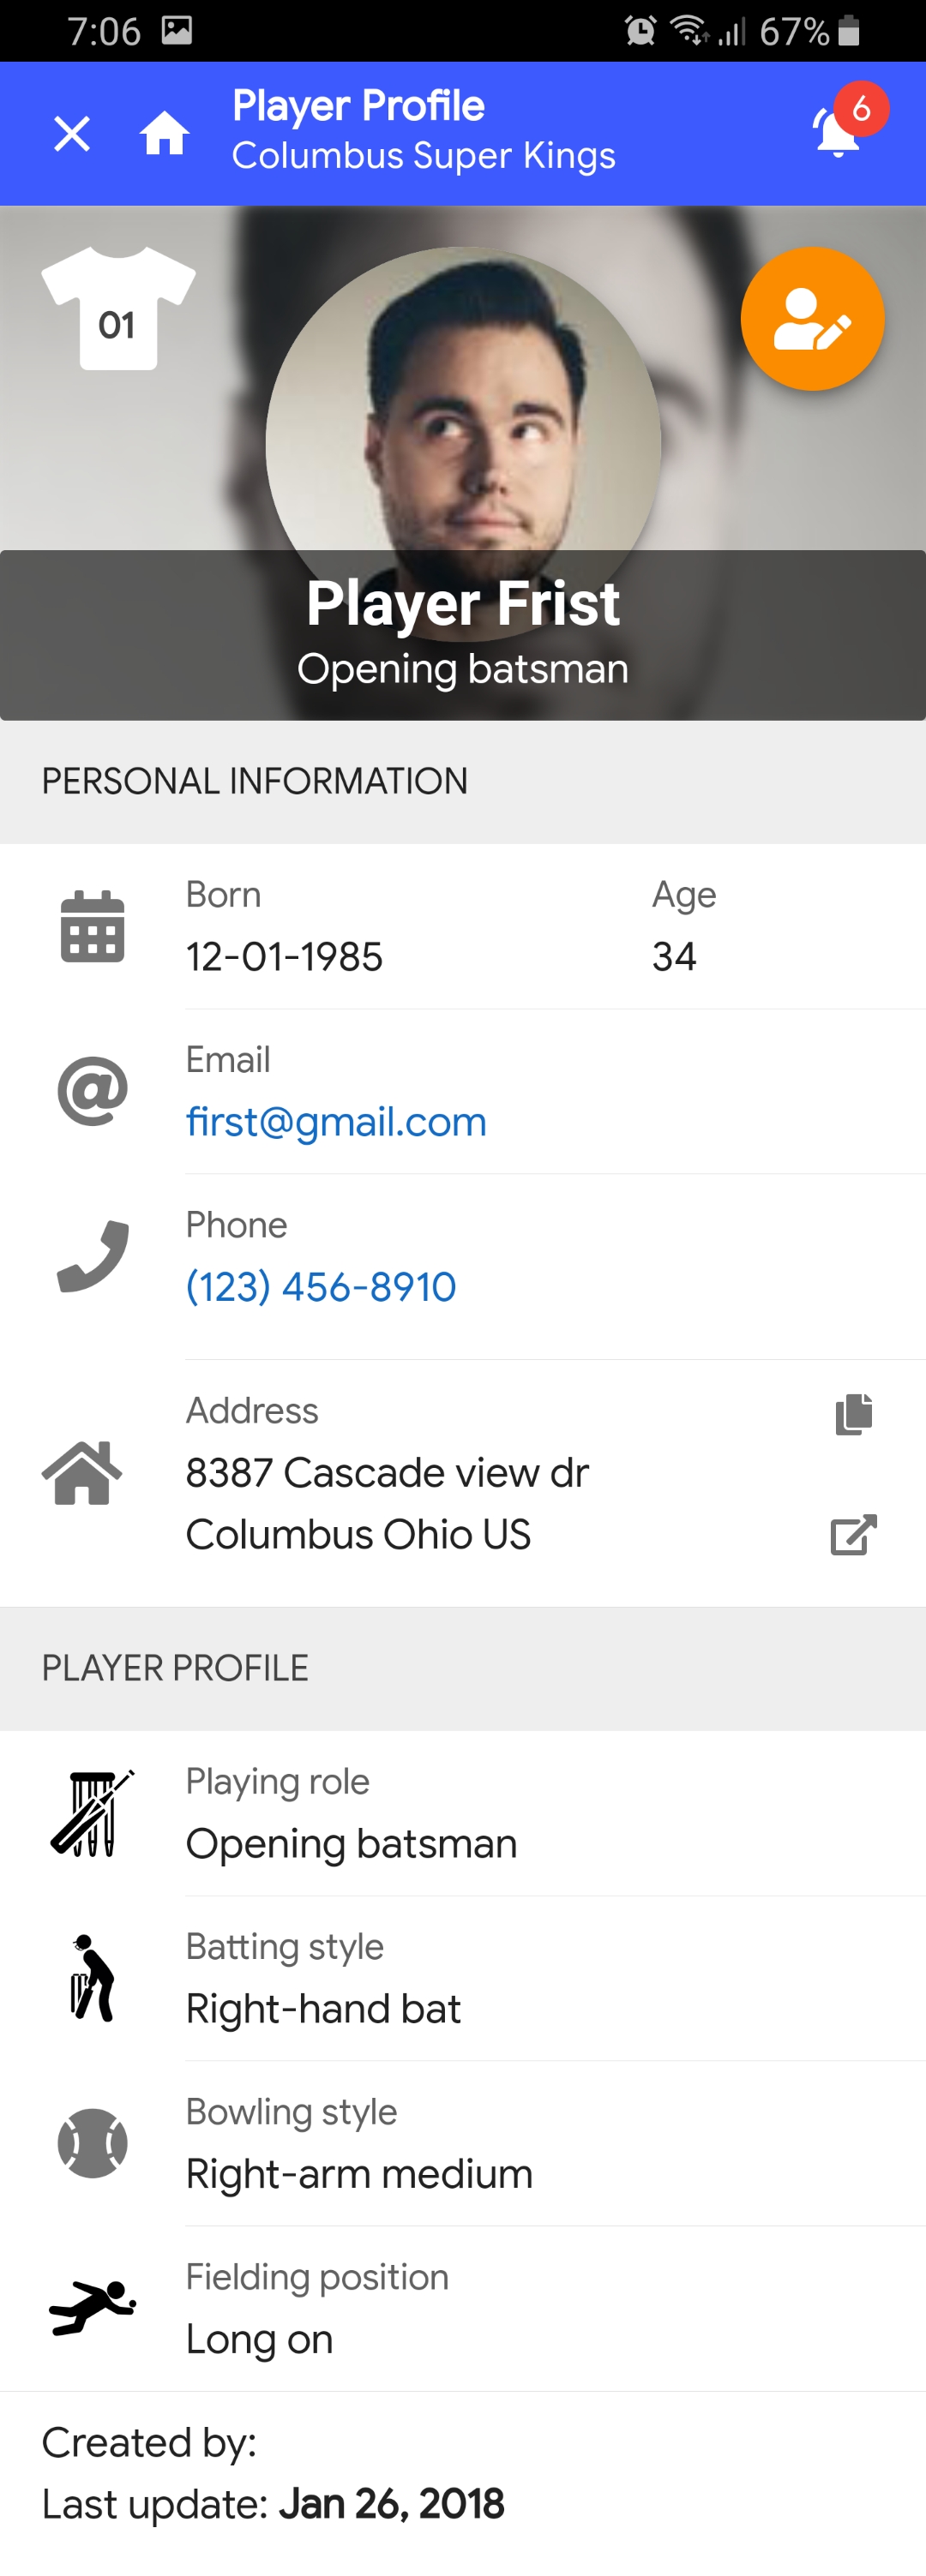 7:06 67%
Player Profile 6
Columbus Super Kings
01
Player Frist
Opening batsman
PERSONAL INFORMATION
Born Age
12-01-1985 34
Email
first@gmail.com
Phone
(123) 456-8910
Address
8387 Cascade view dr
Columbus Ohio US
PLAYER PROFILE
Playing role
Opening batsman
Batting style
Right-hand bat
Bowling style
Right-arm medium
Fielding position
Long on
Created by:
Last update: Jan 26, 2018